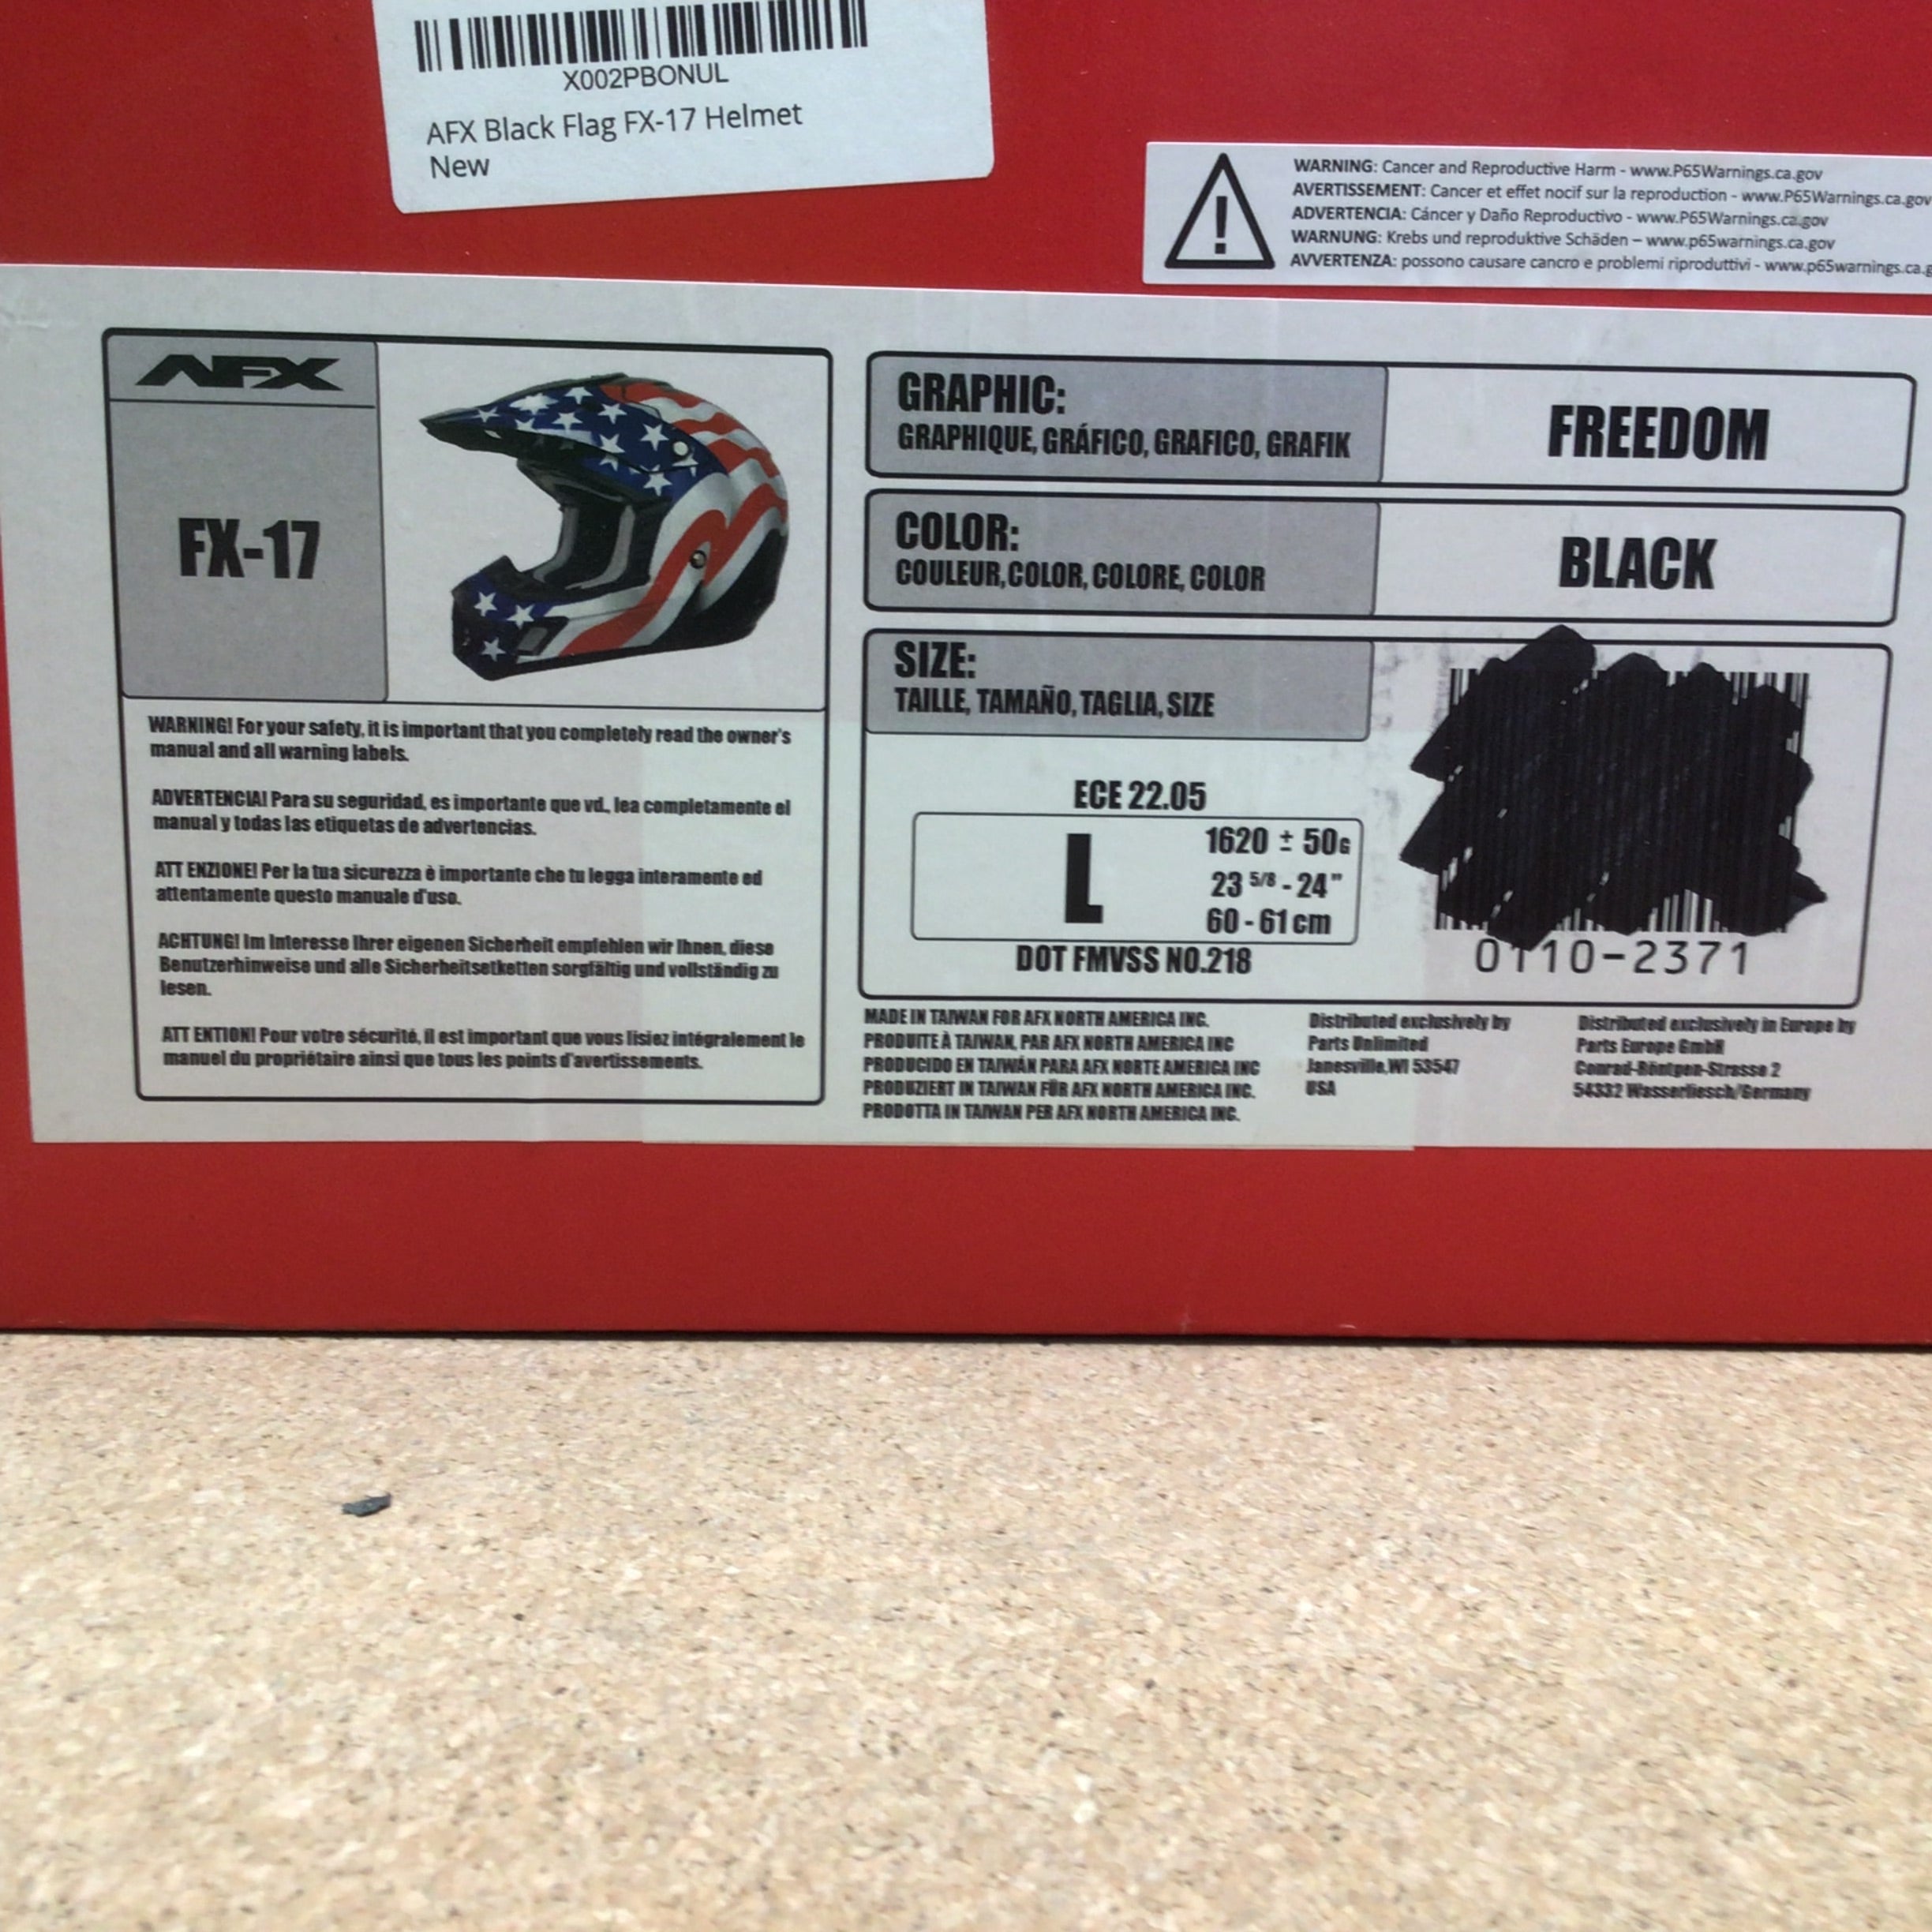 X002PBONUL
AFX Black Flag FX-17 Helmet
New
WARNING: Cancer and Reproductive Harm - www.P65Warnings.ca.gov
AVERTISSEMENT: Cancer et effet nocif sur la reproduction - www.P65Warnings.ca.gov
ADVERTENCIA: Cáncer y Daño Reproductivo - www.P65Warnings.ca.gov
WARNUNG: Krebs und reproduktive Schäden – www.p65warnings.ca.gov
AVVERTENZA: possono causare cancro e problemi riproduttivi - www.p65warnings.ca.g
AFX
FX-17
WARNING! For your safety, it is important that you completely read the owner's
manual and all warning labels.
ADVERTENCIA! Para su seguridad, es importante que vd., lea completamente el
manual y todas las etiquetas de advertencias.
ATT ENZIONE! Per la tua sicurezza è importante che tu legga interamente ed
attentamente questo manuale d'uso.
ACHTUNG! Im Interesse Ihrer eigenen Sicherheit empfehlen wir Ihnen, diese
Benutzerhinweise und alle Sicherheitsetketten sorgfältig und vollständig zu
lesen.
ATT ENTION! Pour votre sécurité, il est important que vous lisiez intégralement le
manuel du propriétaire ainsi que tous les points d'avertissements.
GRAPHIC:
GRAPHIQUE, GRÁFICO, GRAFICO, GRAFIK
FREEDOM
COLOR:
COULEUR, COLOR, COLORE, COLOR
BLACK
SIZE:
TAILLE, TAMAÑO, TAGLIA, SIZE
ECE 22.05
L
1620 ± 50G
23 5/8 - 24"
60 - 61 cm
DOT FMVSS NO.218
0110-2371
MADE IN TAIWAN FOR AFX NORTH AMERICA INC.
PRODUITE À TAIWAN, PAR AFX NORTH AMERICA INC
PRODUCIDO EN TAIWÁN PARA AFX NORTE AMERICA INC
PRODUZIERT IN TAIWAN FÜR AFX NORTH AMERICA INC.
PRODOTTA IN TAIWAN PER AFX NORTH AMERICA INC.
Distributed exclusively by
Parts Unlimited
Janesville, WI 53547
USA
Distributed exclusively in Europe by
Parts Europe GmbH
Conrad-Röntgen-Strasse 2
54332 Wasserliesch/Germany